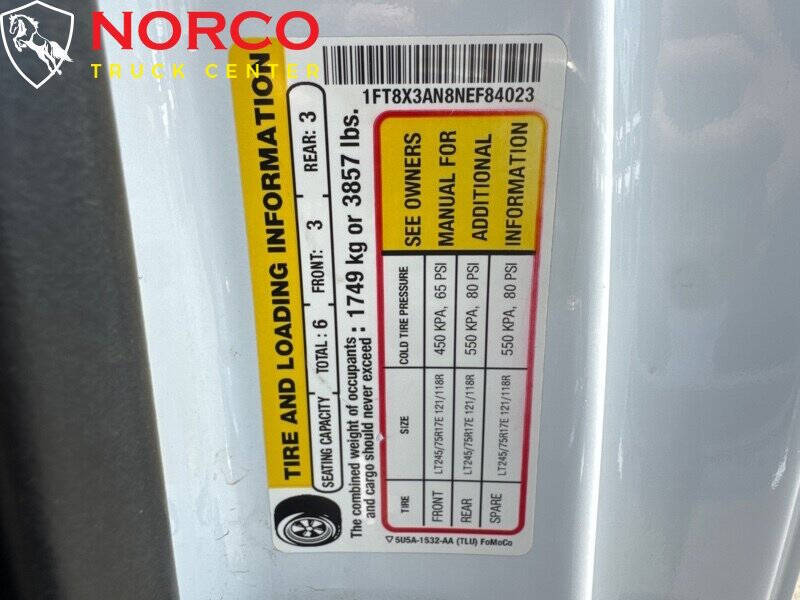 NORCO
TRUCK CENTER
1FT8X3AN8NEF84023
TIRE AND LOADING INFORMATION
SEATING CAPACITY TOTAL : 6 FRONT: 3 REAR: 3
The combined weight of occupants and cargo should never exceed : 1749 kg or 3857 lbs.
TIRE SIZE COLD TIRE PRESSURE
FRONT LT245/75R17E 121/118R 450 KPA, 65 PSI
REAR LT245/75R17E 121/118R 550 KPA, 80 PSI
SPARE LT245/75R17E 121/118R 550 KPA, 80 PSI
SEE OWNERS
MANUAL FOR
ADDITIONAL
INFORMATION
5U5A-1532-AA (TLU) FoMoCo